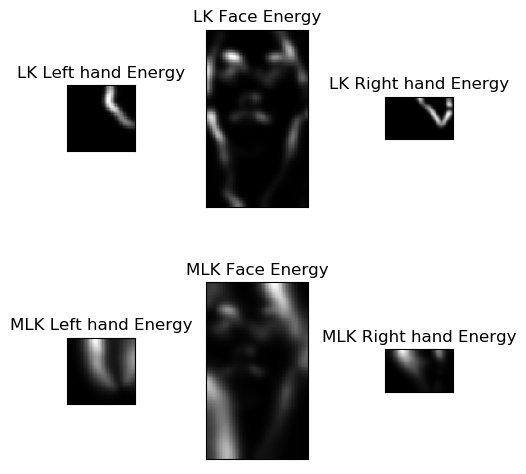 LK Face Energy
LK Left hand Energy
LK Right hand Energy
MLK Face Energy
MLK Left hand Energy
MLK Right hand Energy